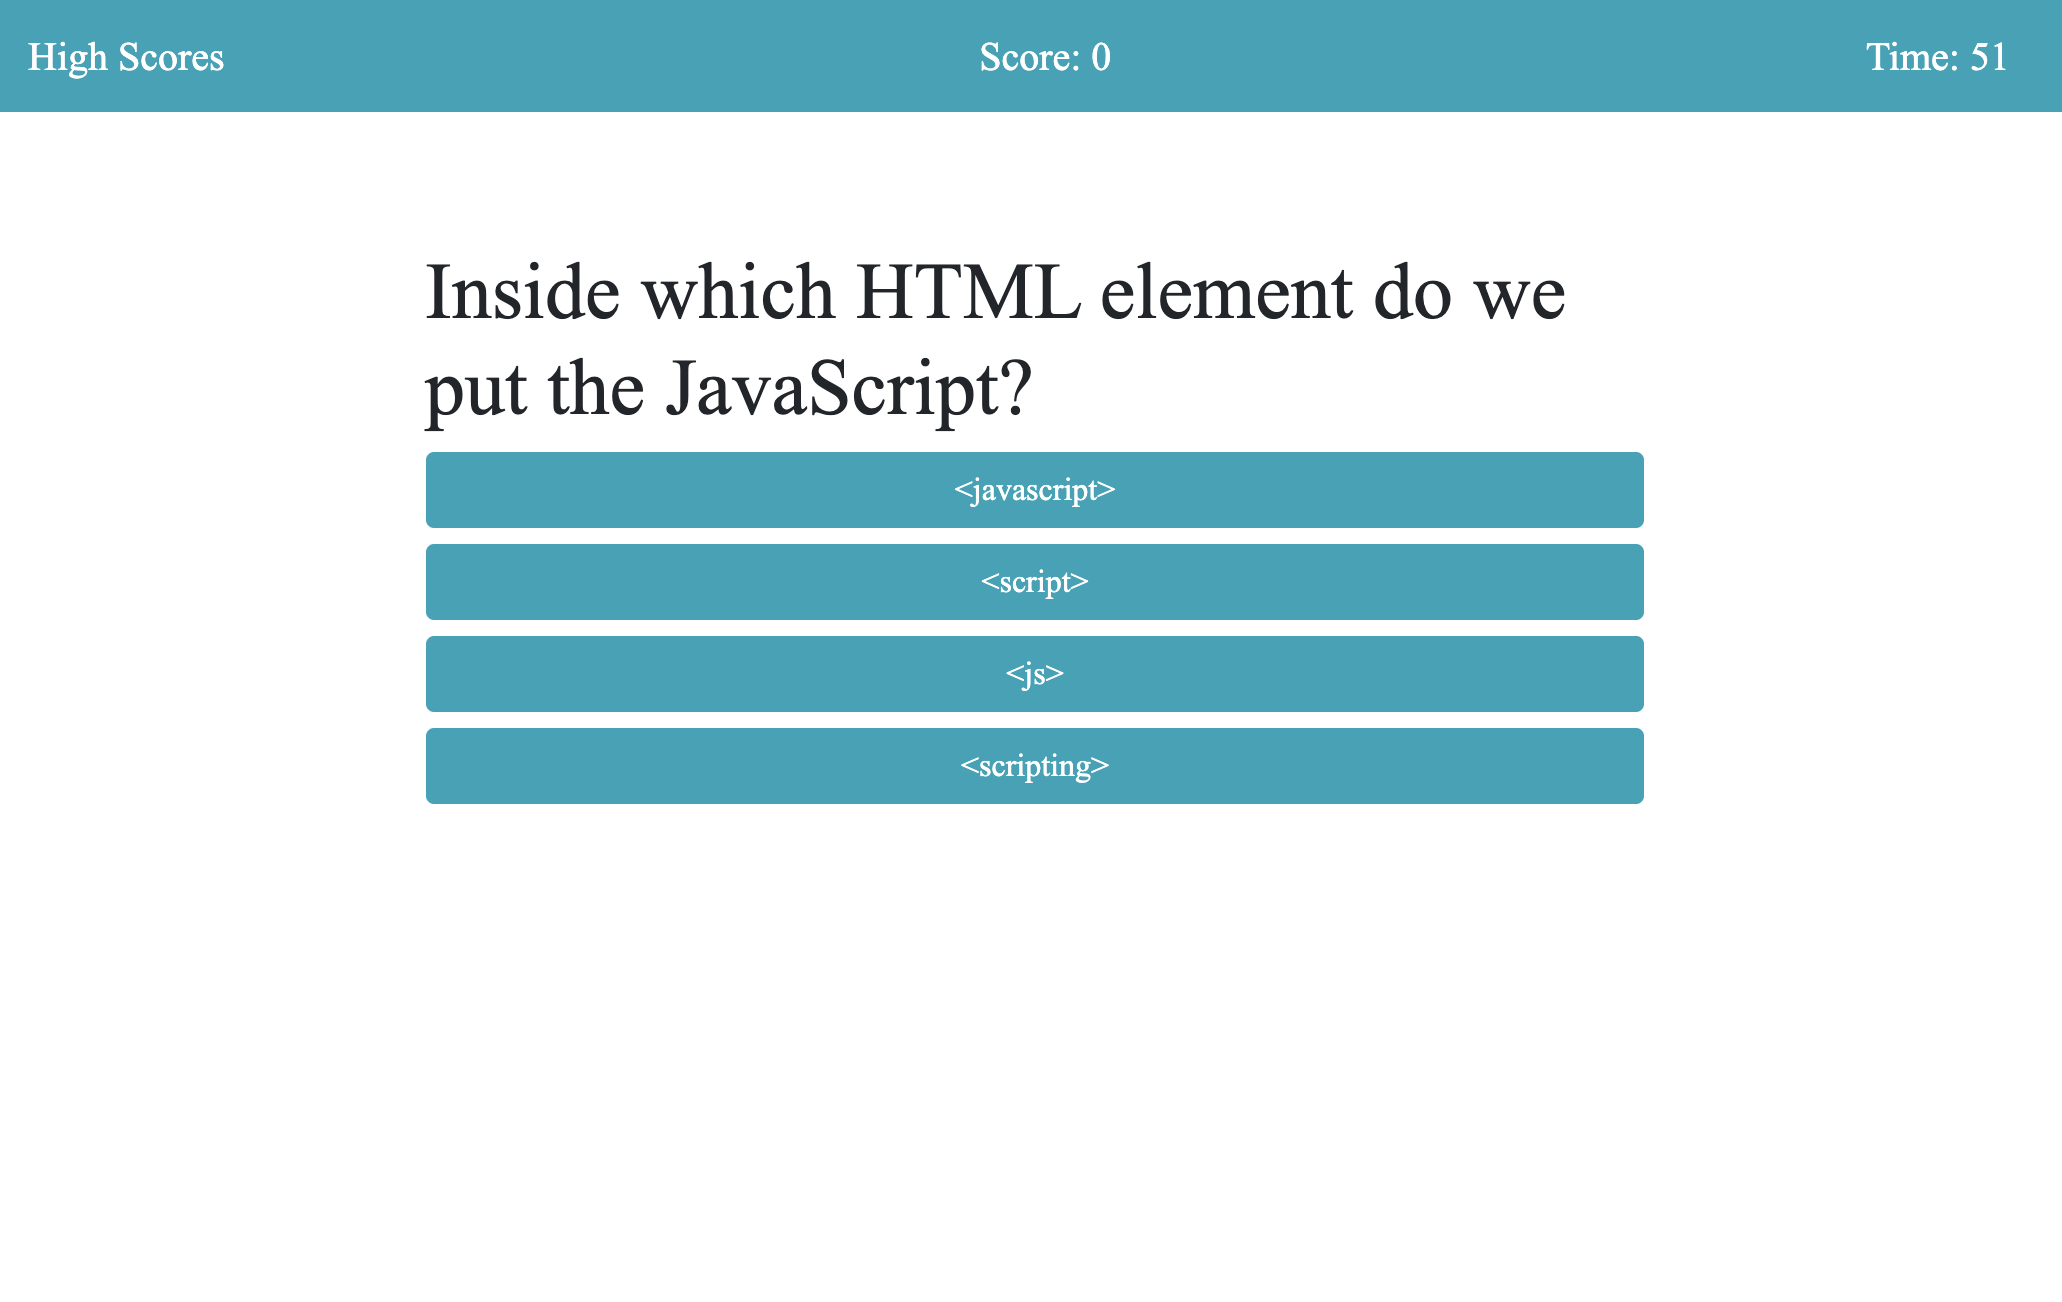 High Scores
Score: 0
Time: 51
Inside which HTML element do we
put the JavaScript?
<javascript>
<script>
<js>
<scripting>